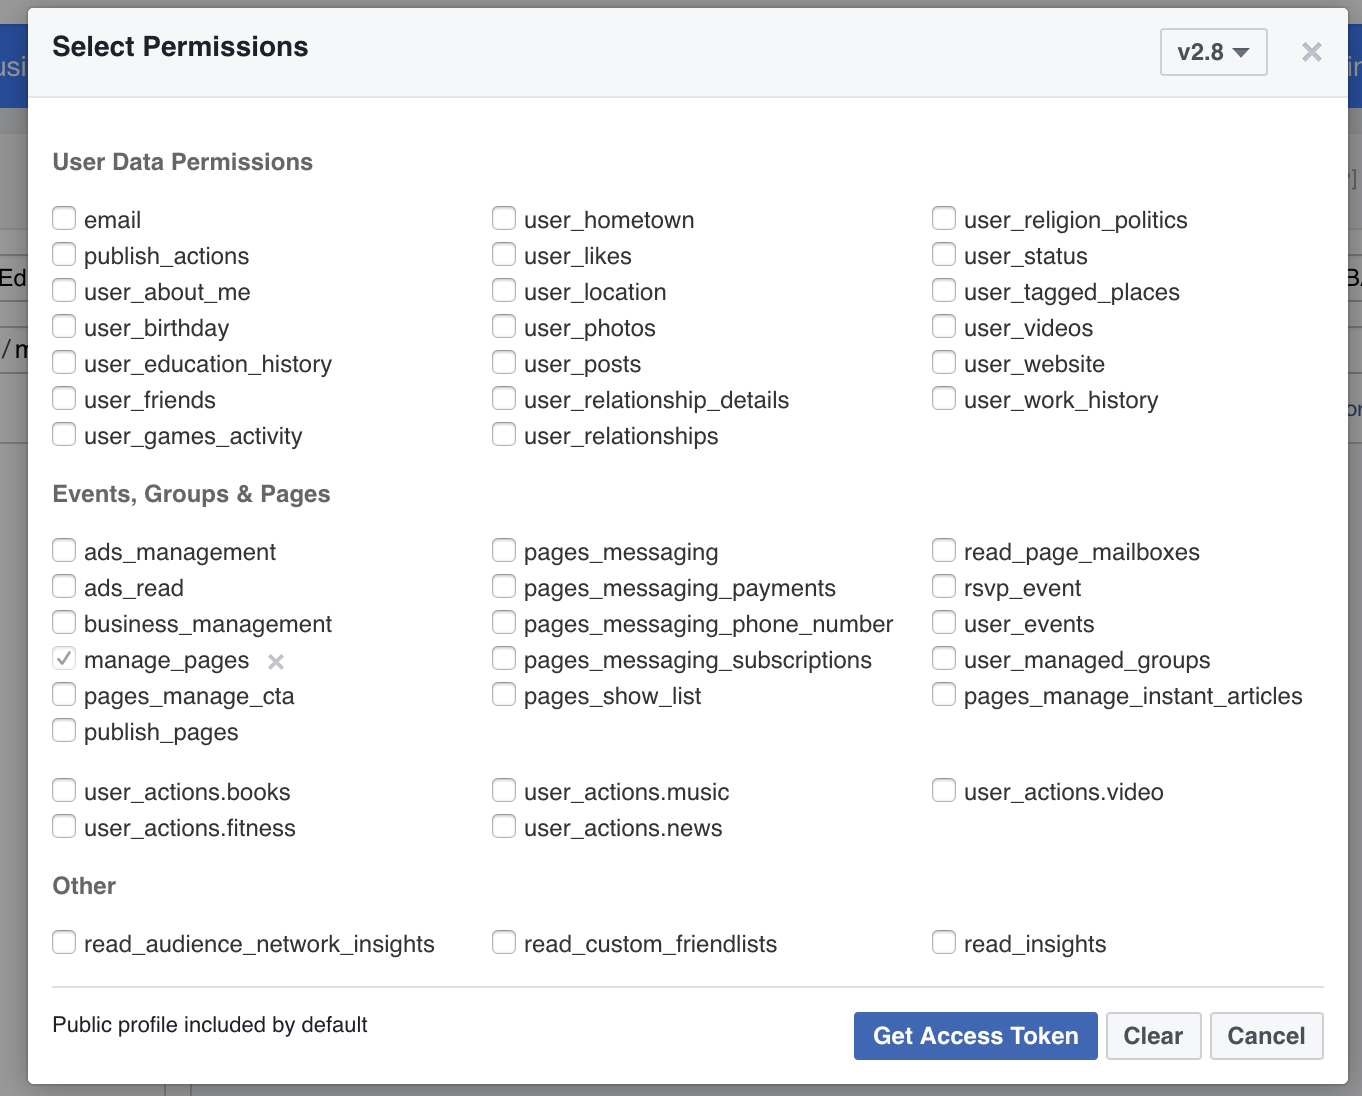 Select Permissions
v2.8
User Data Permissions
email
publish_actions
user_about_me
user_birthday
user_education_history
user_friends
user_games_activity
user_hometown
user_likes
user_location
user_photos
user_posts
user_relationship_details
user_relationships
user_religion_politics
user_status
user_tagged_places
user_videos
user_website
user_work_history
Events, Groups & Pages
ads_management
ads_read
business_management
manage_pages
pages_manage_cta
publish_pages
pages_messaging
pages_messaging_payments
pages_messaging_phone_number
pages_messaging_subscriptions
pages_show_list
read_page_mailboxes
rsvp_event
user_events
user_managed_groups
pages_manage_instant_articles
user_actions.books
user_actions.fitness
user_actions.music
user_actions.news
user_actions.video
Other
read_audience_network_insights
read_custom_friendlists
read_insights
Public profile included by default
Get Access Token
Clear
Cancel